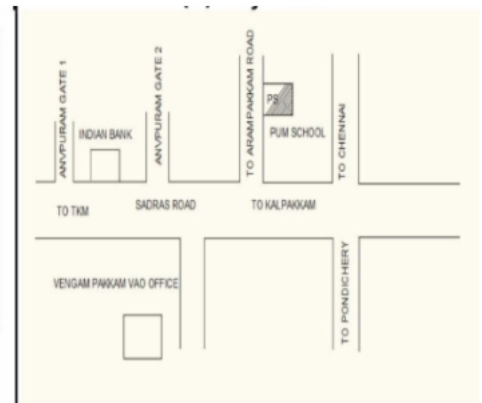 ANVPURAM GATE 1
INDIAN BANK
ANVPURAM GATE 2
TO ARAMPAKKAM ROAD
PS
PUM SCHOOL
TO CHENNAI
TO TKM
SADRAS ROAD
TO KALPAKKAM
VENGAM PAKKAM VAO OFFICE
TO PONDICHERY